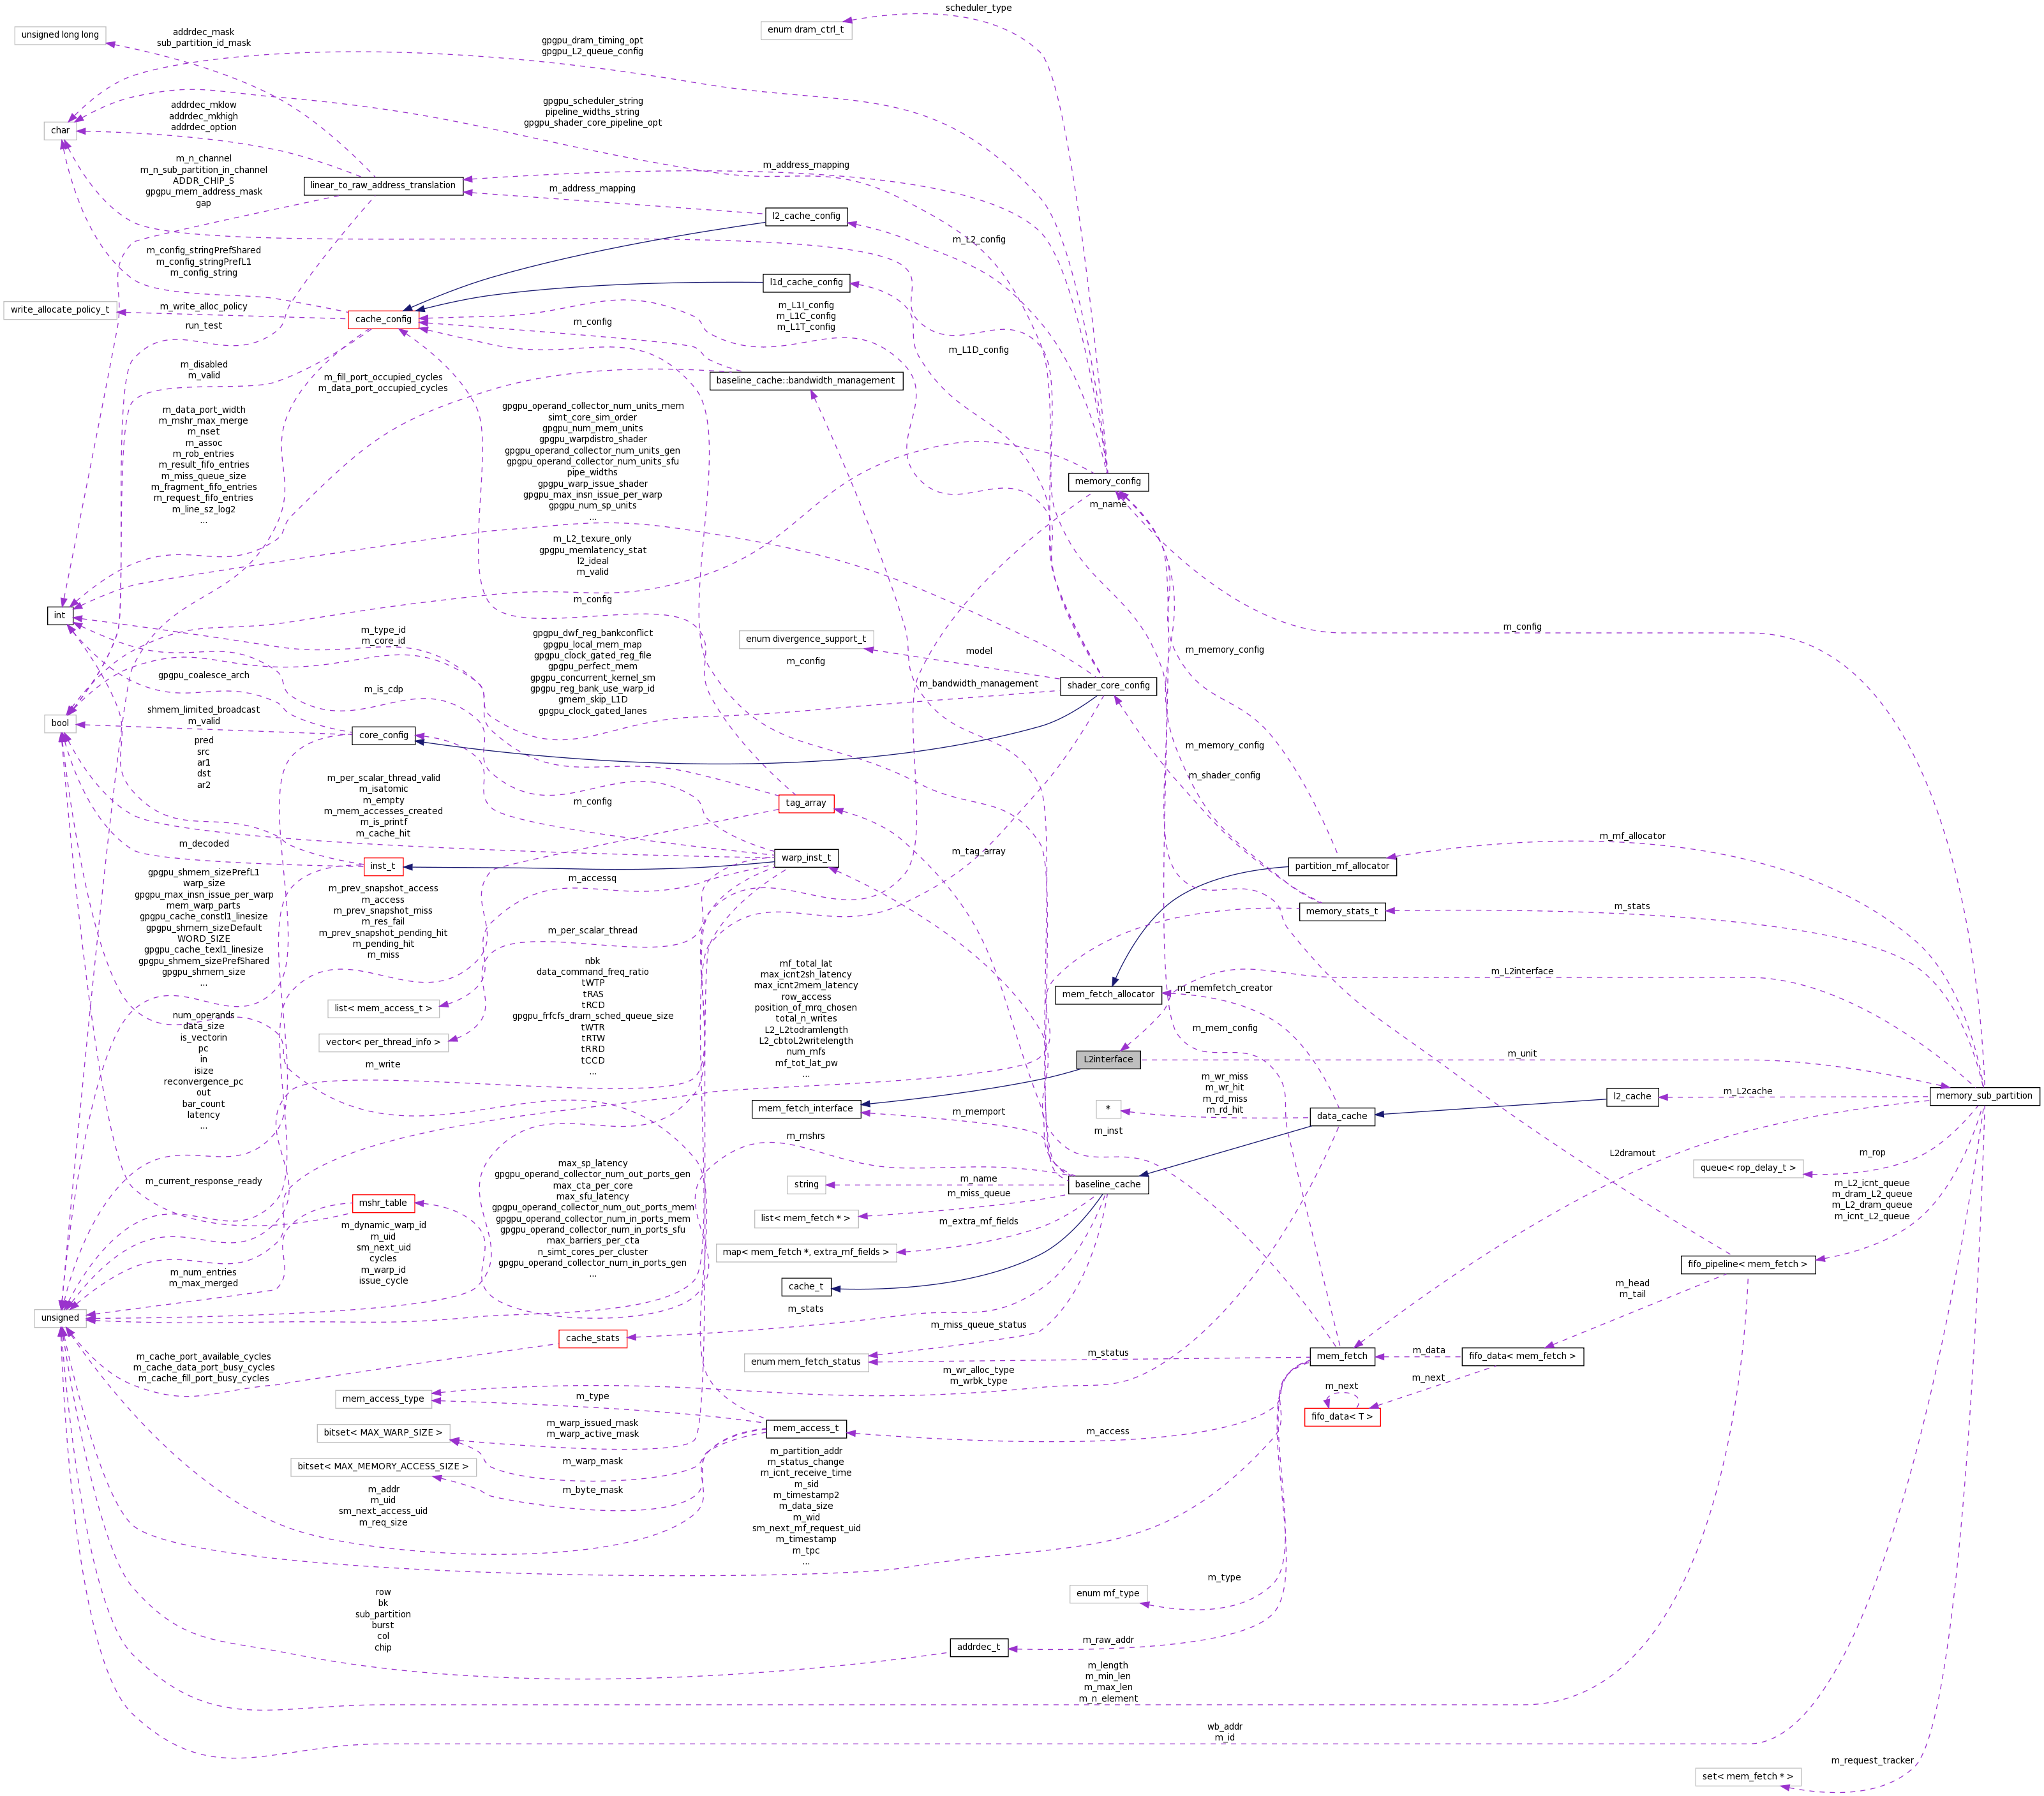 scheduler_type
enum dram_ctrl_t
unsigned long long
addrdec_mask
sub_partition_id_mask
gpgpu_dram_timing_opt
gpgpu_L2_queue_config
char
addrdec_mklow
addrdec_mkhigh
addrdec_option
gpgpu_scheduler_string
pipeline_widths_string
gpgpu_shader_core_pipeline_opt
m_n_channel
m_n_sub_partition_in_channel
ADDR_CHIP_S
gpgpu_mem_address_mask
gap
linear_to_raw_address_translation
m_address_mapping
m_address_mapping
l2_cache_config
m_L2_config
m_config_stringPrefShared
m_config_stringPrefL1
m_config_string
l1d_cache_config
write_allocate_policy_t
m_write_alloc_policy
cache_config
m_L1I_config
m_L1C_config
m_L1T_config
run_test
m_config
m_L1D_config
m_disabled
m_valid
m_fill_port_occupied_cycles
m_data_port_occupied_cycles
baseline_cache::bandwidth_management
m_data_port_width
m_mshr_max_merge
m_nset
m_assoc
m_rob_entries
m_result_fifo_entries
m_miss_queue_size
m_fragment_fifo_entries
m_request_fifo_entries
m_line_sz_log2
...
gpgpu_operand_collector_num_units_mem
simt_core_sim_order
gpgpu_num_mem_units
gpgpu_warpdistro_shader
gpgpu_operand_collector_num_units_gen
gpgpu_operand_collector_num_units_sfu
pipe_widths
gpgpu_warp_issue_shader
gpgpu_max_insn_issue_per_warp
gpgpu_num_sp_units
...
memory_config
m_name
m_L2_texure_only
gpgpu_memlatency_stat
l2_ideal
m_valid
int
m_config
m_type_id
m_core_id
gpgpu_dwf_reg_bankconflict
gpgpu_local_mem_map
gpgpu_clock_gated_reg_file
gpgpu_perfect_mem
gpgpu_concurrent_kernel_sm
gpgpu_reg_bank_use_warp_id
gmem_skip_L1D
gpgpu_clock_gated_lanes
enum divergence_support_t
model
m_config
m_config
m_memory_config
gpgpu_coalesce_arch
m_is_cdp
m_bandwidth_management
shader_core_config
bool
shmem_limited_broadcast
m_valid
core_config
m_memory_config
m_shader_config
pred
src
ar1
dst
ar2
m_per_scalar_thread_valid
m_isatomic
m_empty
m_mem_accesses_created
m_is_printf
m_cache_hit
m_config
tag_array
m_decoded
inst_t
warp_inst_t
m_tag_array
m_mf_allocator
partition_mf_allocator
gpgpu_shmem_sizePrefL1
warp_size
gpgpu_max_insn_issue_per_warp
mem_warp_parts
gpgpu_cache_constl1_linesize
gpgpu_shmem_sizeDefault
WORD_SIZE
gpgpu_cache_texl1_linesize
gpgpu_shmem_sizePrefShared
gpgpu_shmem_size
...
m_prev_snapshot_access
m_access
m_prev_snapshot_miss
m_res_fail
m_prev_snapshot_pending_hit
m_pending_hit
m_miss
m_accessq
m_stats
memory_stats_t
m_per_scalar_thread
list< mem_access_t >
vector< per_thread_info >
nbk
data_command_freq_ratio
tWTP
tRAS
tRCD
gpgpu_frfcfs_dram_sched_queue_size
tWTR
tRTW
tRRD
tCCD
...
mf_total_lat
max_icnt2sh_latency
max_icnt2mem_latency
row_access
position_of_mrq_chosen
total_n_writes
L2_L2todramlength
L2_cbtoL2writelength
num_mfs
mf_tot_lat_pw
...
mem_fetch_allocator
m_memfetch_creator
m_L2interface
m_mem_config
num_operands
data_size
is_vectorin
pc
in
isize
reconvergence_pc
out
bar_count
latency
...
m_write
L2interface
m_unit
mem_fetch_interface
m_memport
m_wr_miss
m_wr_hit
m_rd_miss
m_rd_hit
*
data_cache
l2_cache
m_L2cache
memory_sub_partition
m_inst
m_mshrs
L2dramout
m_rop
queue< rop_delay_t >
m_current_response_ready
mshr_table
max_sp_latency
gpgpu_operand_collector_num_out_ports_gen
max_cta_per_core
max_sfu_latency
gpgpu_operand_collector_num_out_ports_mem
gpgpu_operand_collector_num_in_ports_mem
gpgpu_operand_collector_num_in_ports_sfu
max_barriers_per_cta
n_simt_cores_per_cluster
gpgpu_operand_collector_num_in_ports_gen
...
string
m_name
baseline_cache
m_miss_queue
list< mem_fetch * >
m_extra_mf_fields
map< mem_fetch *, extra_mf_fields >
m_L2_icnt_queue
m_dram_L2_queue
m_L2_dram_queue
m_icnt_L2_queue
m_dynamic_warp_id
m_uid
sm_next_uid
cycles
m_warp_id
issue_cycle
m_num_entries
m_max_merged
cache_t
fifo_pipeline< mem_fetch >
m_head
m_tail
unsigned
m_stats
cache_stats
m_miss_queue_status
enum mem_fetch_status
m_status
mem_fetch
m_data
fifo_data< mem_fetch >
m_cache_port_available_cycles
m_cache_data_port_busy_cycles
m_cache_fill_port_busy_cycles
m_wr_alloc_type
m_wrbk_type
m_next
m_next
fifo_data< T >
mem_access_type
m_type
mem_access_t
m_access
bitset< MAX_WARP_SIZE >
m_warp_issued_mask
m_warp_active_mask
m_warp_mask
bitset< MAX_MEMORY_ACCESS_SIZE >
m_byte_mask
m_addr
m_uid
sm_next_access_uid
m_req_size
m_partition_addr
m_status_change
m_icnt_receive_time
m_sid
m_timestamp2
m_data_size
m_wid
sm_next_mf_request_uid
m_timestamp
m_tpc
...
m_type
enum mf_type
row
bk
sub_partition
burst
col
chip
addrdec_t
m_raw_addr
m_length
m_min_len
m_max_len
m_n_element
wb_addr
m_id
m_request_tracker
set< mem_fetch * >
m_config